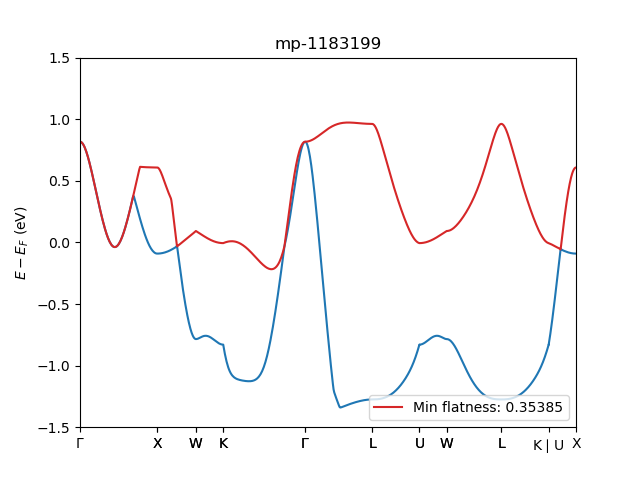 mp-1183199
E − E_F (eV)
1.5
1.0
0.5
0.0
−0.5
−1.0
−1.5
Min flatness: 0.35385
Γ X W K Γ L U W L K | U X